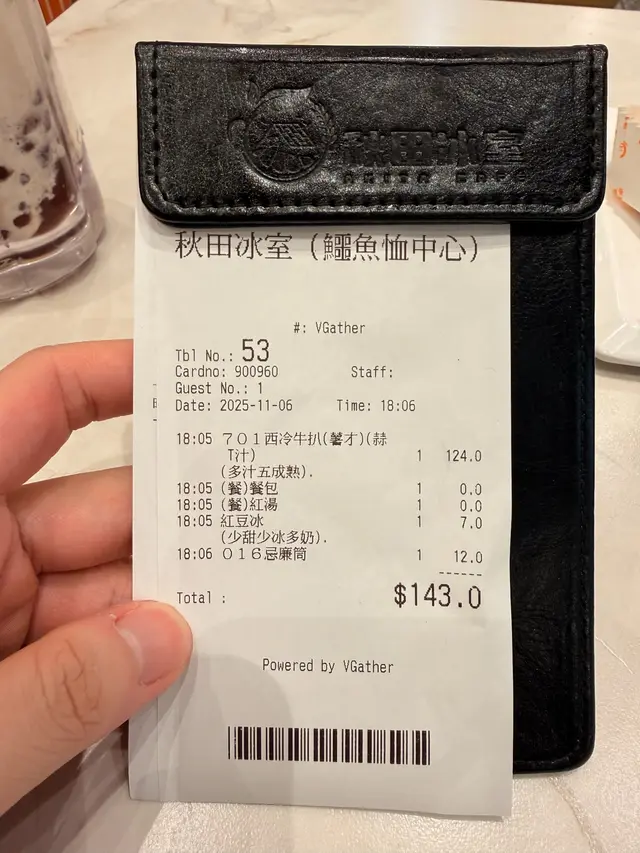 秋田冰室
AKITA CAFE
秋田冰室 (鱷魚恤中心)
#: VGather
Tbl No.: 53
Cardno: 900960 Staff:
Guest No.: 1
Date: 2025-11-06 Time: 18:06
18:05 701西冷牛扒(薯才)(蒜
T汁) 1 124.0
(多汁五成熟).
18:05 (餐)餐包 1 0.0
18:05 (餐)紅湯 1 0.0
18:05 紅豆冰 1 7.0
(少甜少冰多奶).
18:06 016忌廉筒 1 12.0
------
Total : $143.0
Powered by VGather